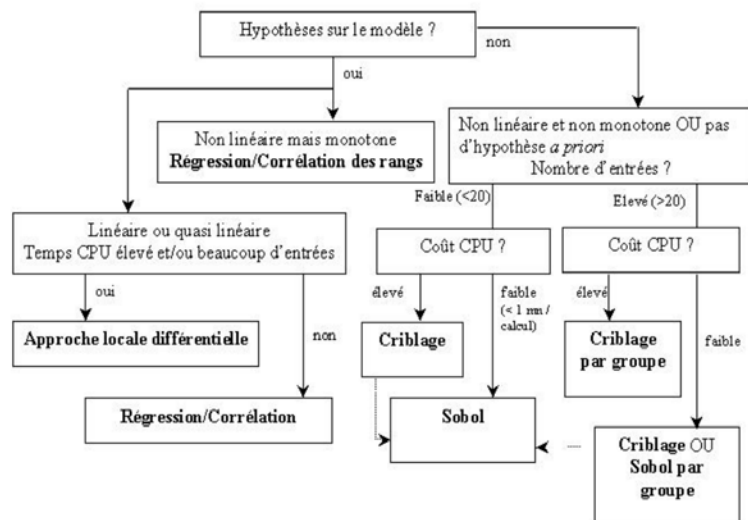 Hypothèses sur le modèle ?
non
oui
Non linéaire mais monotone
Régression/Corrélation des rangs
Non linéaire et non monotone OU pas
d'hypothèse a priori
Nombre d'entrées ?
Faible (<20)
Elevé (>20)
Linéaire ou quasi linéaire
Temps CPU élevé et/ou beaucoup d'entrées
Coût CPU ?
Coût CPU ?
oui
non
élevé
faible
(< 1 mn /
calcul)
élevé
faible
Approche locale différentielle
Criblage
Criblage
par groupe
Régression/Corrélation
Sobol
Criblage OU
Sobol par
groupe